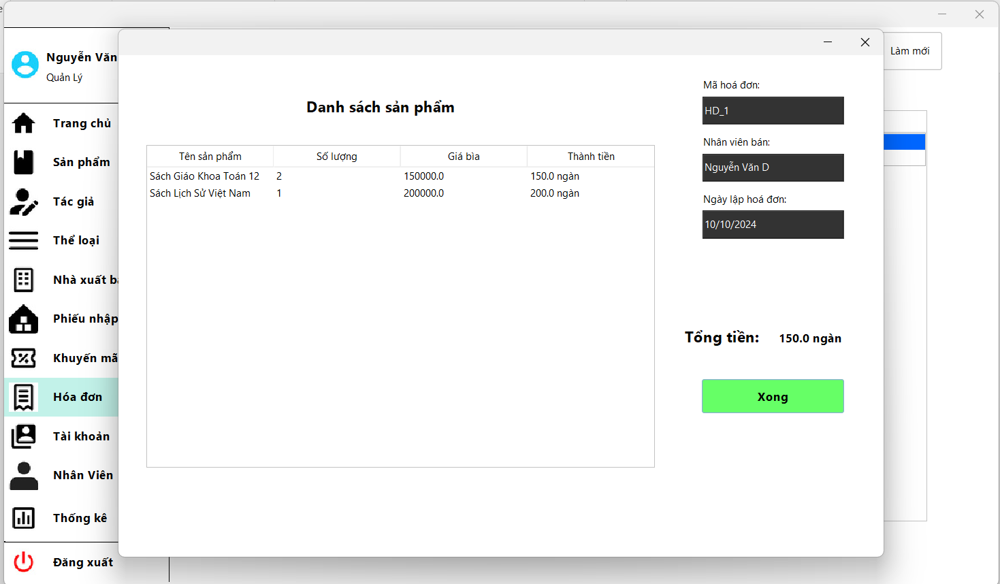 e
Nguyễn Văn
Quản Lý
Trang chủ
Sản phẩm
Tác giả
Thể loại
Nhà xuất bả
Phiếu nhập
Khuyến mã
Hóa đơn
Tài khoản
Nhân Viên
Thống kê
Đăng xuất
Làm mới
Danh sách sản phẩm
Tên sản phẩm Số lượng Giá bìa Thành tiền
Sách Giáo Khoa Toán 12 2 150000.0 150.0 ngàn
Sách Lịch Sử Việt Nam 1 200000.0 200.0 ngàn
Mã hoá đơn:
HD_1
Nhân viên bán:
Nguyễn Văn D
Ngày lập hoá đơn:
10/10/2024
Tổng tiền: 150.0 ngàn
Xong